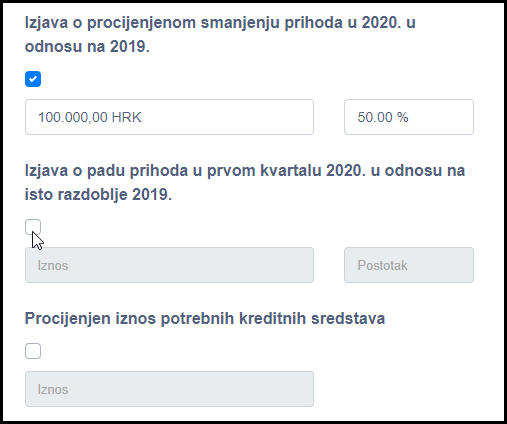 Izjava o procijenjenom smanjenju prihoda u 2020. u
odnosu na 2019.
100.000,00 HRK 50.00 %
Izjava o padu prihoda u prvom kvartalu 2020. u odnosu na
isto razdoblje 2019.
Iznos Postotak
Procijenjen iznos potrebnih kreditnih sredstava
Iznos